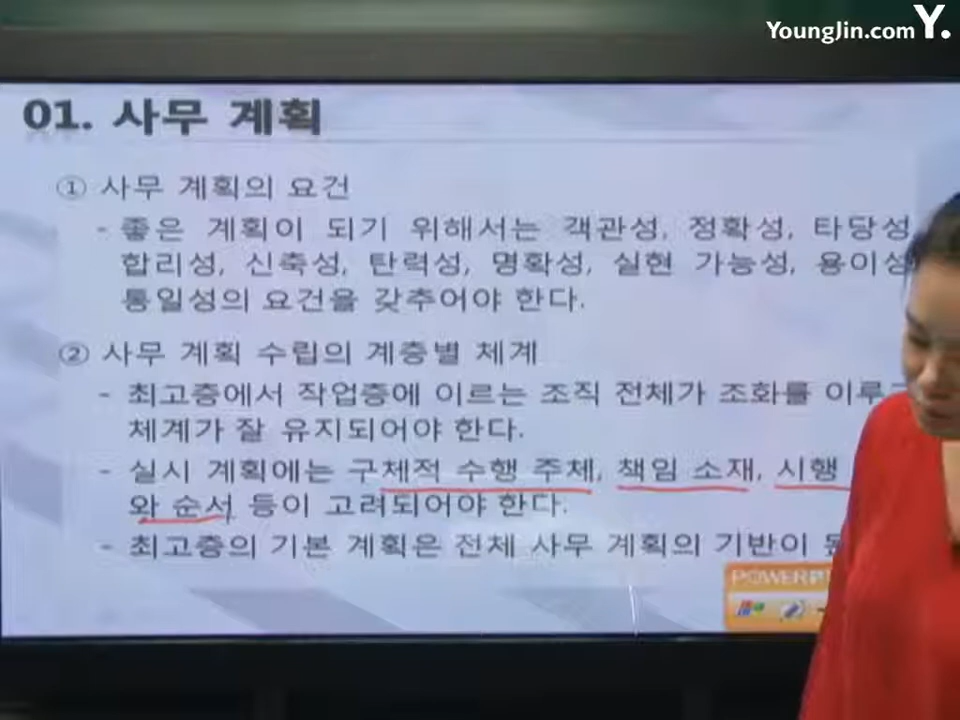 YoungJin.com Y.
01. 사무 계획
① 사무 계획의 요건
- 좋은 계획이 되기 위해서는 객관성, 정확성, 타당성
합리성, 신축성, 탄력성, 명확성, 실현 가능성, 용이성
통일성의 요건을 갖추어야 한다.
② 사무 계획 수립의 계층별 체계
- 최고층에서 작업층에 이르는 조직 전체가 조화를
체계가 잘 유지되어야 한다.
- 실시 계획에는 구체적 수행 주체, 책임 소재, 시행
와 순서 등이 고려되어야 한다.
- 최고층의 기본 계획은 전체 사무 계획의 기반이